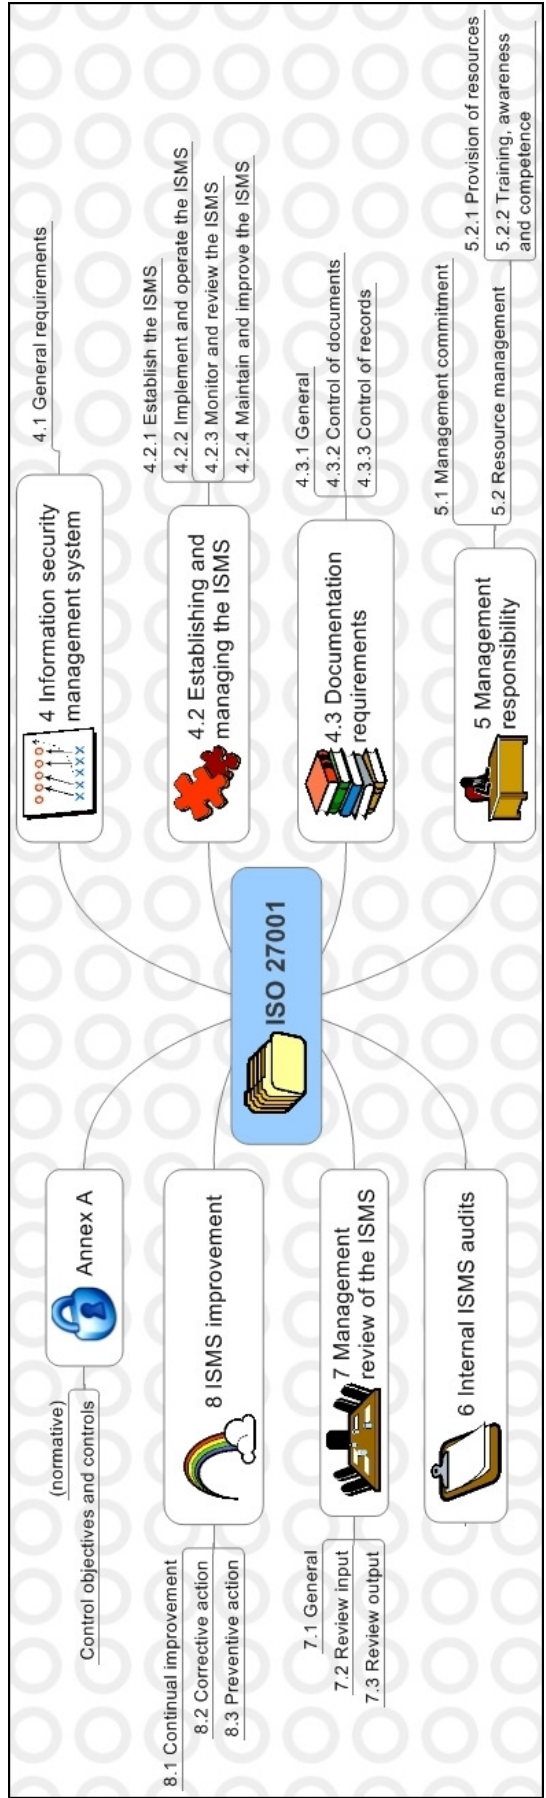 ISO 27001
4 Information security
management system
4.1 General requirements
4.2 Establishing and
managing the ISMS
4.2.1 Establish the ISMS
4.2.2 Implement and operate the ISMS
4.2.3 Monitor and review the ISMS
4.2.4 Maintain and improve the ISMS
4.3 Documentation
requirements
4.3.1 General
4.3.2 Control of documents
4.3.3 Control of records
5 Management
responsibility
5.1 Management commitment
5.2 Resource management
5.2.1 Provision of resources
5.2.2 Training, awareness
and competence
6 Internal ISMS audits
7 Management
review of the ISMS
7.1 General
7.2 Review input
7.3 Review output
8 ISMS improvement
8.1 Continual improvement
8.2 Corrective action
8.3 Preventive action
Annex A
(normative)
Control objectives and controls